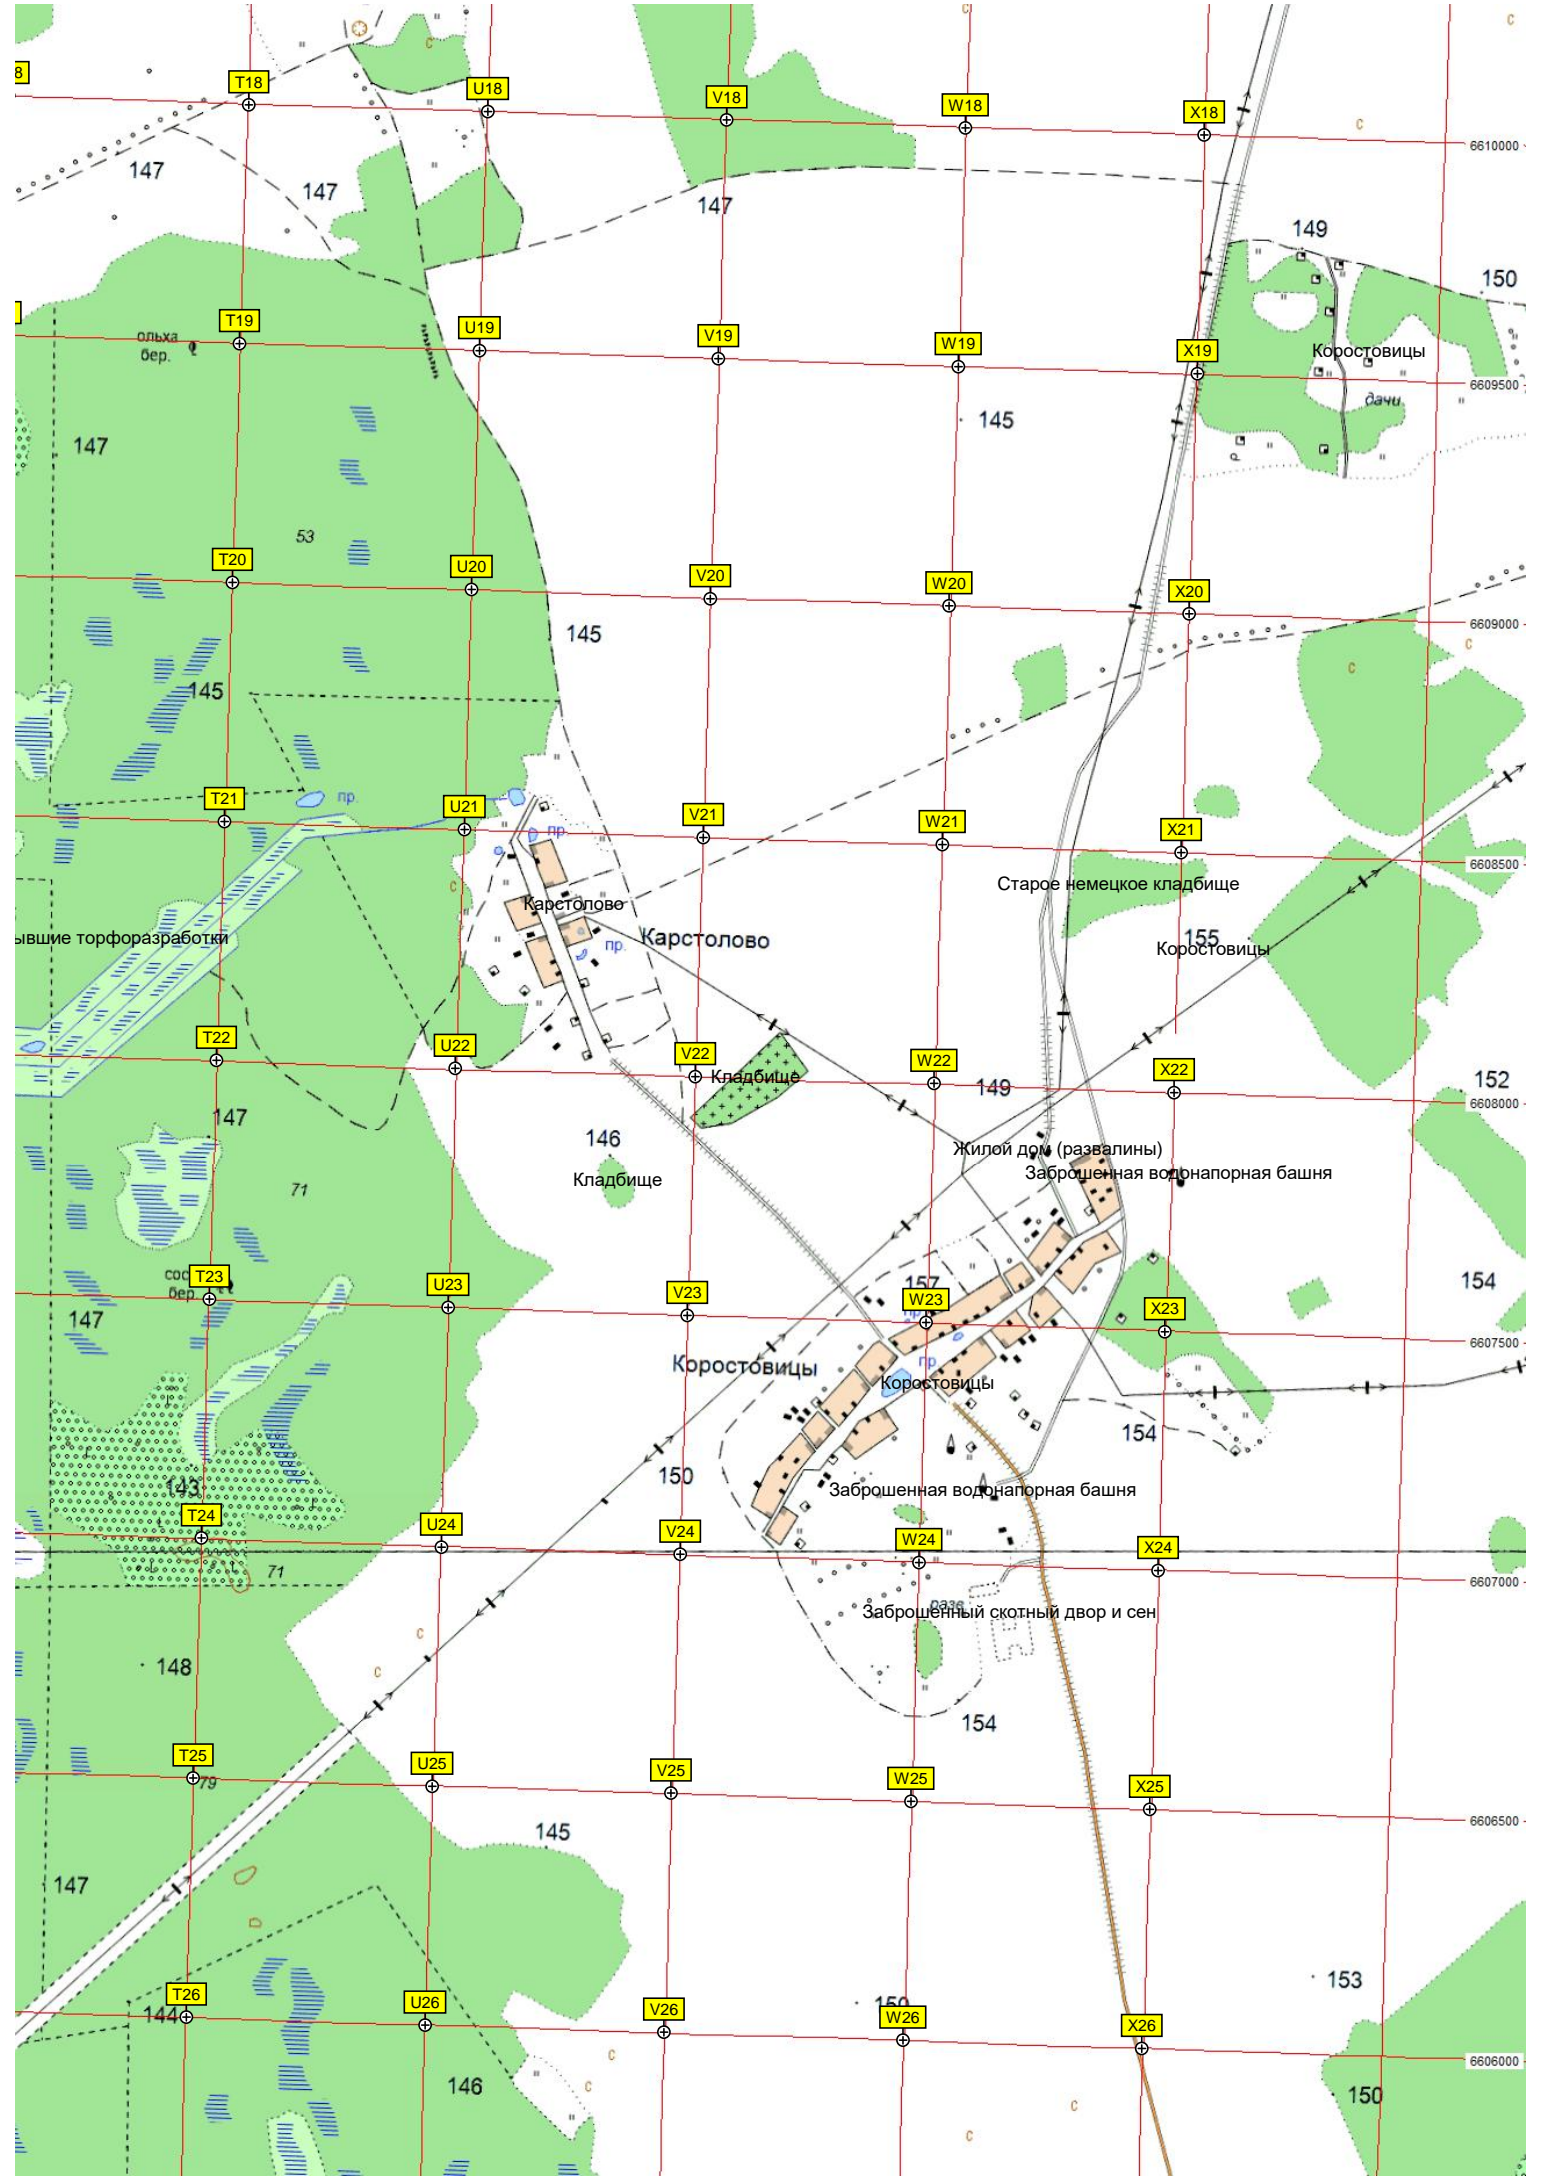 8
T18
U18
V18
W18
X18
с
с
с
с
6610000
147
147
147
149
150
T19
U19
V19
W19
X19
ольха
бер.
Коростовицы
6609500
дачи
147
145
53
T20
U20
V20
W20
X20
6609000
145
с
с
145
пр.
T21
U21
V21
W21
X21
пр.
6608500
с
Старое немецкое кладбище
Карстолово
ывшие торфоразработки
пр.
Карстолово
155
Коростовицы
T22
U22
V22
W22
X22
Кладбище
149
152
6608000
147
146
Жилой дом (развалины)
Заброшенная водонапорная башня
Кладбище
71
сос
бер.
T23
U23
V23
157
W23
X23
154
147
6607500
Коростовицы
пр
Коростовицы
154
150
143
Заброшенная водонапорная башня
T24
U24
V24
W24
X24
71
6607000
разв.
Заброшенный скотный двор и сен
с
148
с
154
T25
U25
V25
W25
X25
79
6606500
145
147
153
T26
144
U26
V26
150
W26
X26
с
6606000
146
с
150
с
с